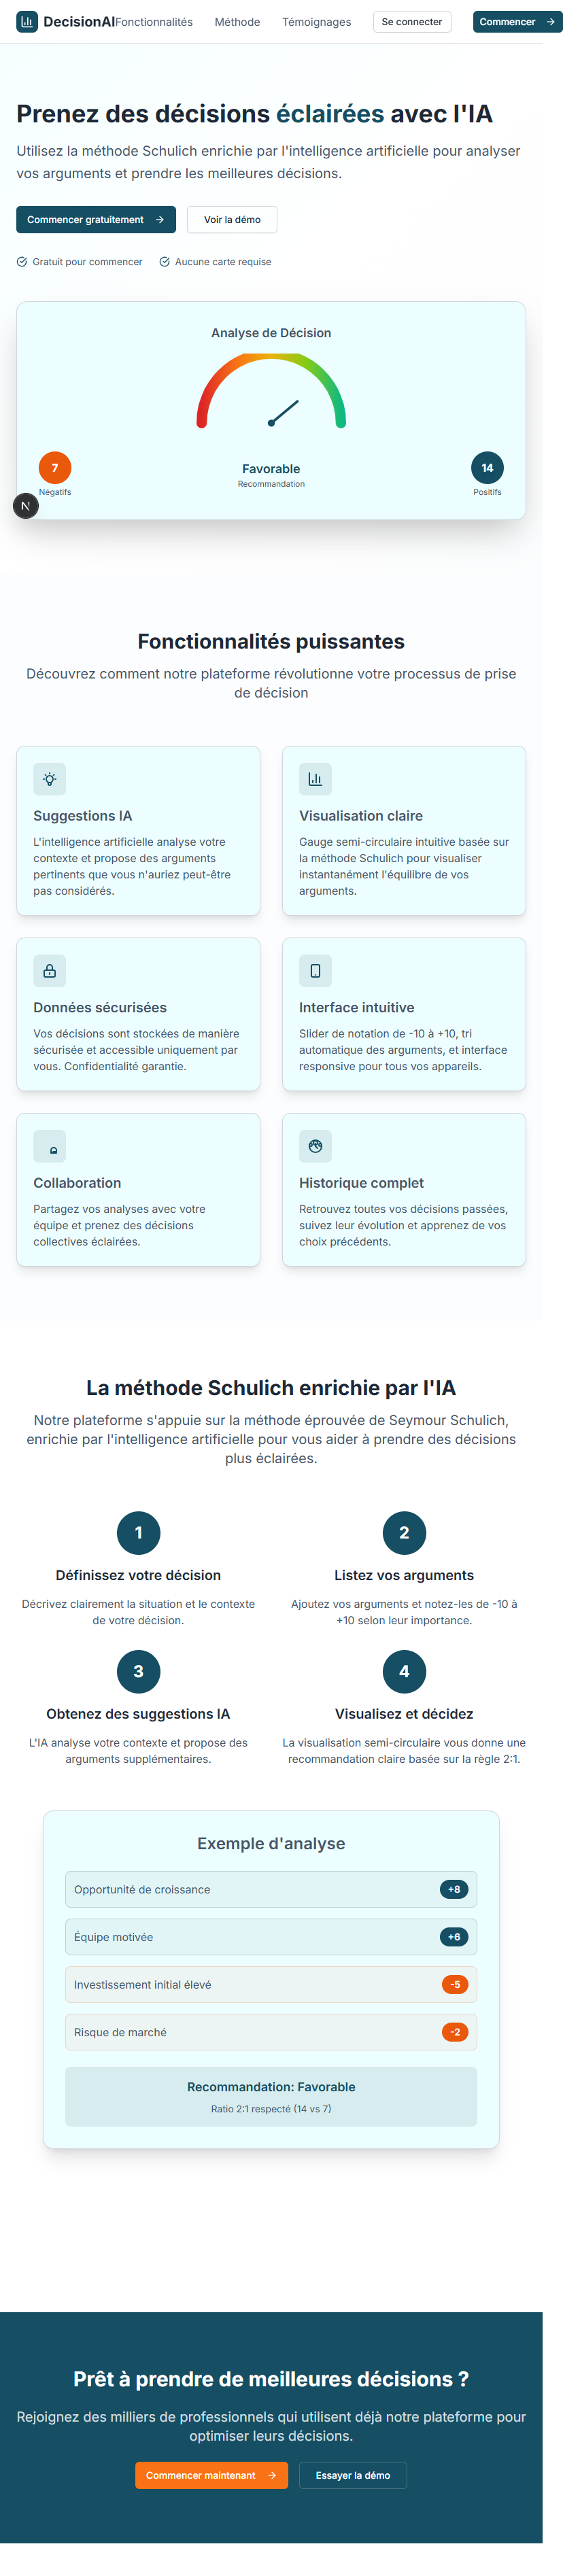 DecisionAI
Fonctionnalités
Méthode
Témoignages
Se connecter
Commencer
Prenez des décisions éclairées avec l'IA
Utilisez la méthode Schulich enrichie par l'intelligence artificielle pour analyser
vos arguments et prendre les meilleures décisions.
Commencer gratuitement
Voir la démo
Gratuit pour commencer
Aucune carte requise
Analyse de Décision
7
Négatifs
Favorable
Recommandation
14
Positifs
N
Fonctionnalités puissantes
Découvrez comment notre plateforme révolutionne votre processus de prise
de décision
Suggestions IA
L'intelligence artificielle analyse votre
contexte et propose des arguments
pertinents que vous n'auriez peut-être
pas considérés.
Visualisation claire
Gauge semi-circulaire intuitive basée sur
la méthode Schulich pour visualiser
instantanément l'équilibre de vos
arguments.
Données sécurisées
Vos décisions sont stockées de manière
sécurisée et accessible uniquement par
vous. Confidentialité garantie.
Interface intuitive
Slider de notation de -10 à +10, tri
automatique des arguments, et interface
responsive pour tous vos appareils.
Collaboration
Partagez vos analyses avec votre
équipe et prenez des décisions
collectives éclairées.
Historique complet
Retrouvez toutes vos décisions passées,
suivez leur évolution et apprenez de vos
choix précédents.
La méthode Schulich enrichie par l'IA
Notre plateforme s'appuie sur la méthode éprouvée de Seymour Schulich,
enrichie par l'intelligence artificielle pour vous aider à prendre des décisions
plus éclairées.
1
Définissez votre décision
Décrivez clairement la situation et le contexte
de votre décision.
2
Listez vos arguments
Ajoutez vos arguments et notez-les de -10 à
+10 selon leur importance.
3
Obtenez des suggestions IA
L'IA analyse votre contexte et propose des
arguments supplémentaires.
4
Visualisez et décidez
La visualisation semi-circulaire vous donne une
recommandation claire basée sur la règle 2:1.
Exemple d'analyse
Opportunité de croissance +8
Équipe motivée +6
Investissement initial élevé -5
Risque de marché -2
Recommandation: Favorable
Ratio 2:1 respecté (14 vs 7)
Prêt à prendre de meilleures décisions ?
Rejoignez des milliers de professionnels qui utilisent déjà notre plateforme pour
optimiser leurs décisions.
Commencer maintenant
Essayer la démo